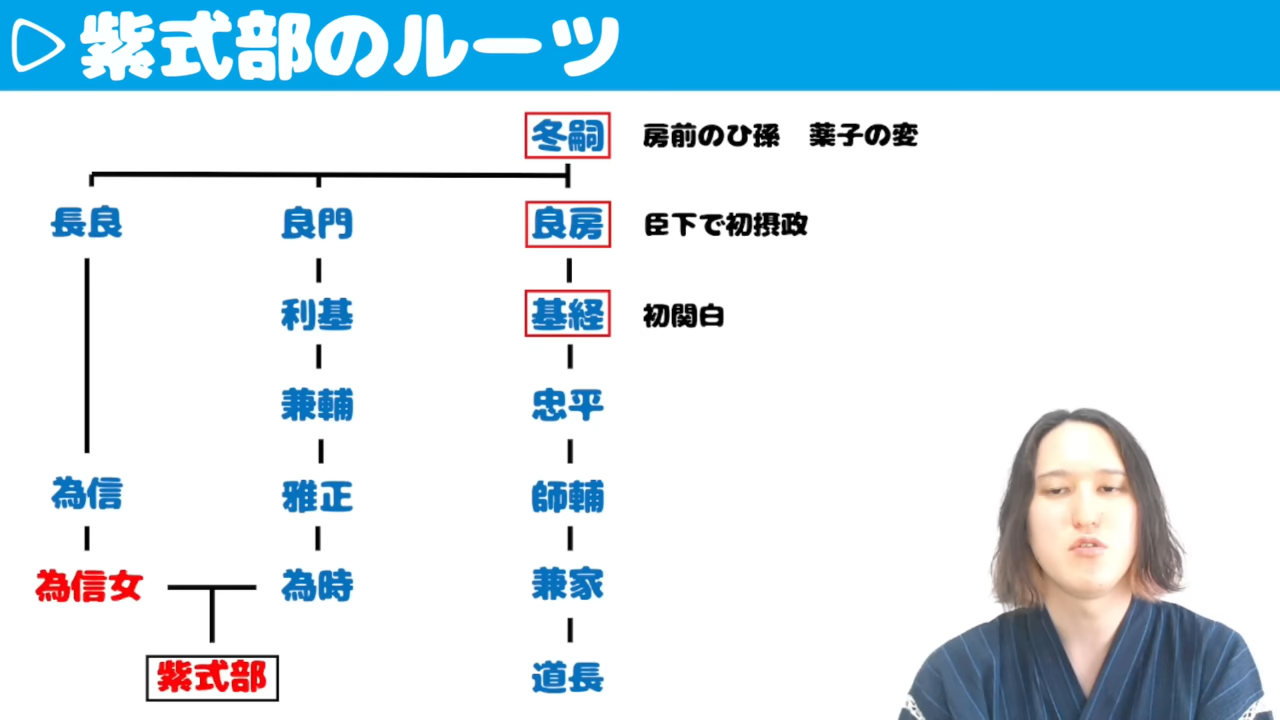 紫式部のルーツ
冬嗣 房前のひ孫 薬子の変
長良 良門 良房 臣下で初摂政
利基 基経 初関白
兼輔 忠平
為信 雅正 師輔
為信女 為時 兼家
紫式部 道長